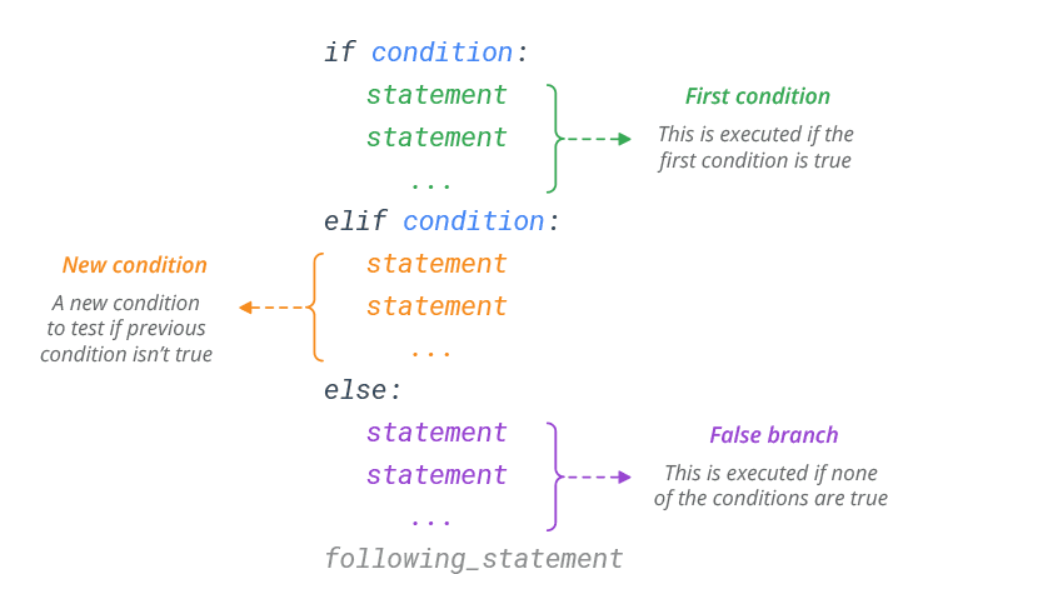 if condition:
statement
statement
...
First condition
This is executed if the
first condition is true
elif condition:
statement
statement
...
New condition
A new condition
to test if previous
condition isn’t true
else:
statement
statement
...
False branch
This is executed if none
of the conditions are true
following_statement